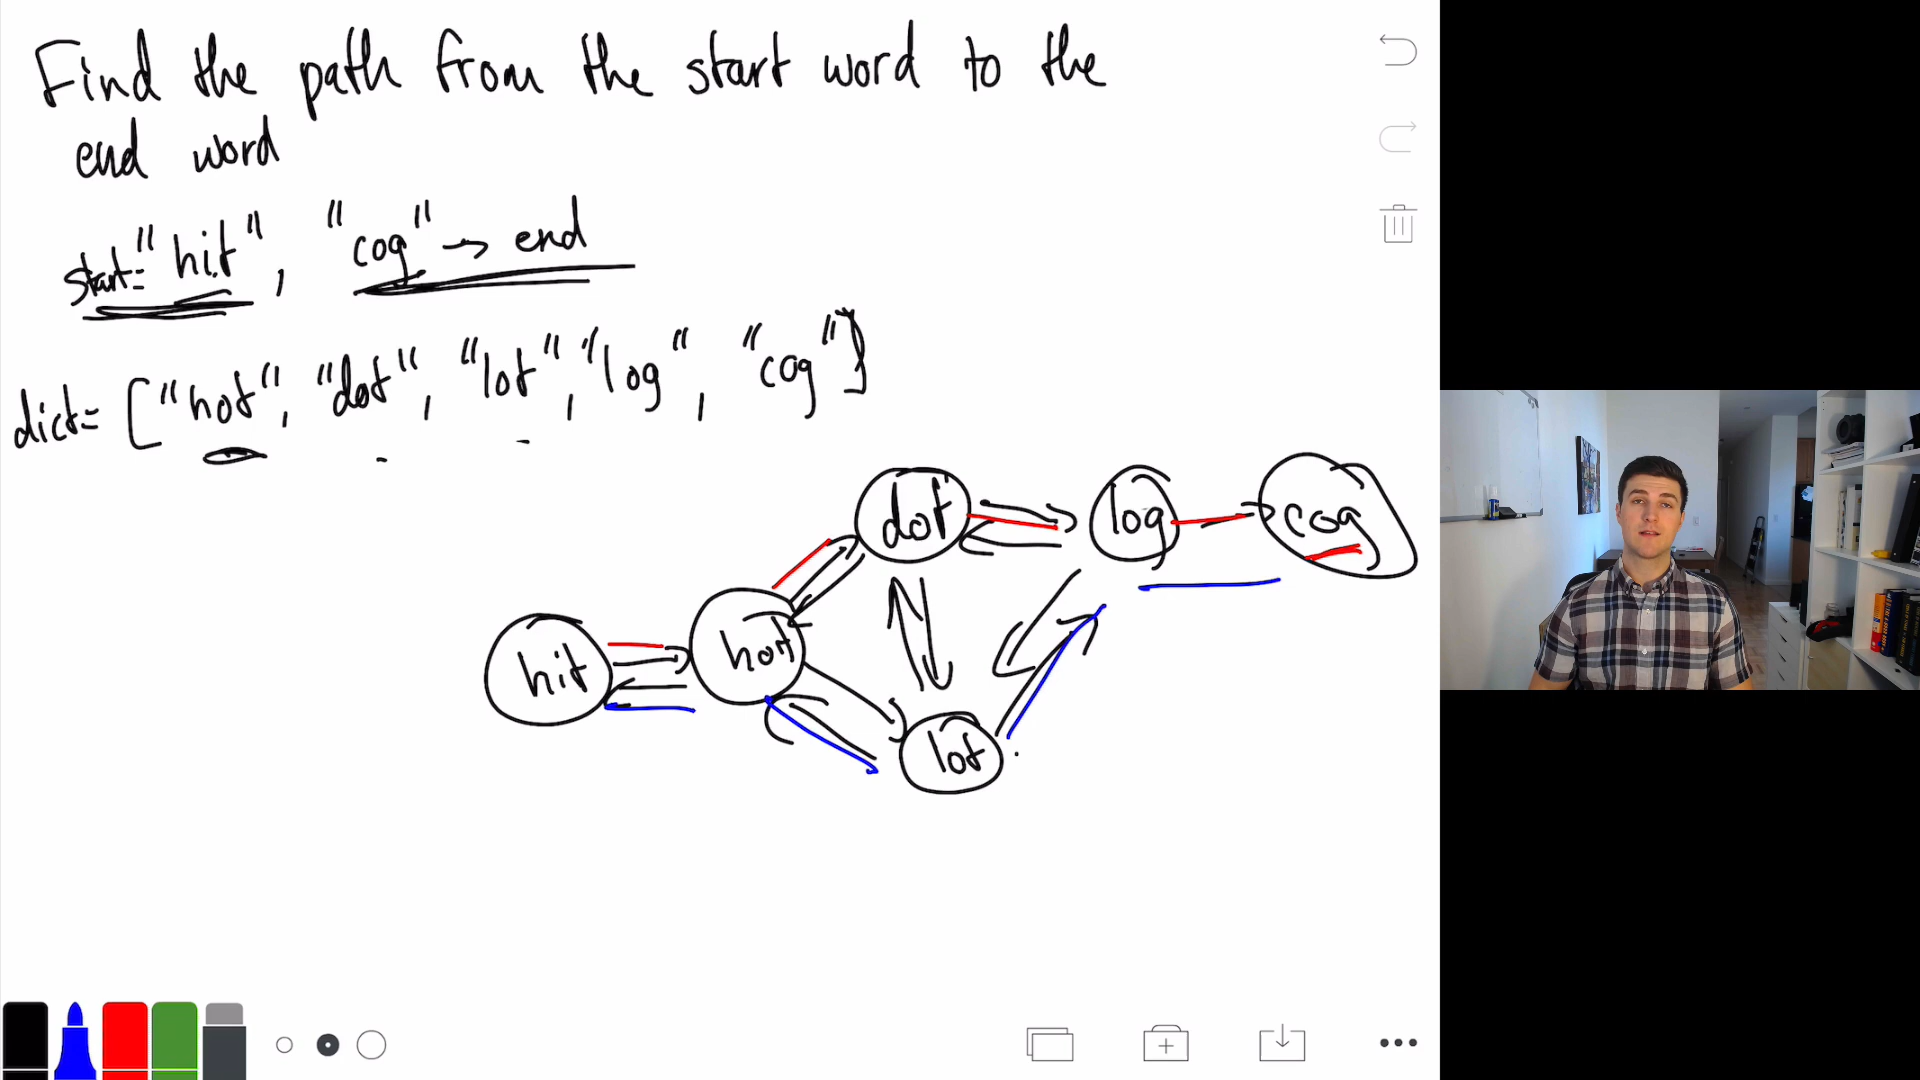 Find the path from the start word to the
end word
start= "hit", "cog" → end
dict= ["hot", "dot", "lot", "log", "cog"]
dot
log
cog
hit
hot
lot